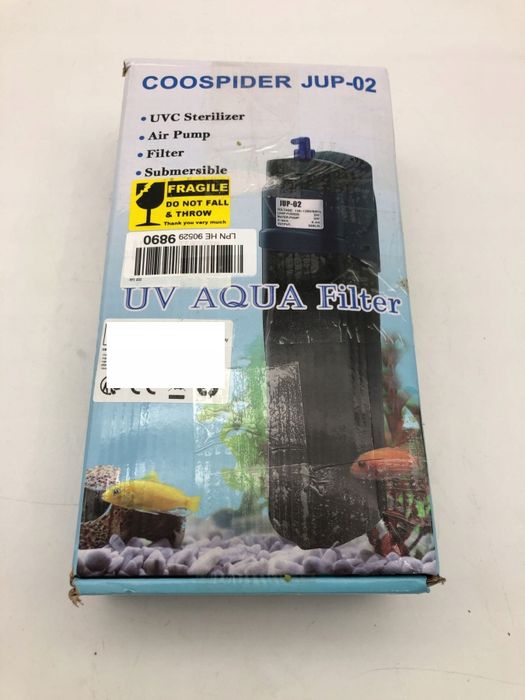 COOSPIDER JUP-02
• UVC Sterilizer
• Air Pump
• Filter
• Submersible
FRAGILE
DO NOT FALL
& THROW
Thank you very much
JUP-02
LPN HE 90529 9890
UV AQUA Filter